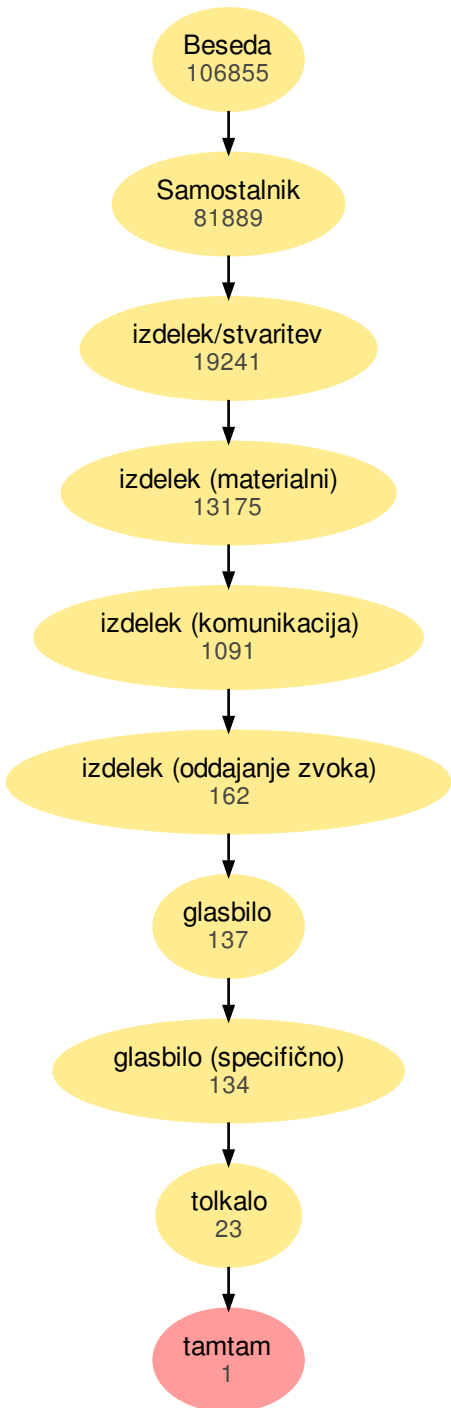 Beseda
106855
Samostalnik
81889
izdelek/stvaritev
19241
izdelek (materialni)
13175
izdelek (komunikacija)
1091
izdelek (oddajanje zvoka)
162
glasbilo
137
glasbilo (specifično)
134
tolkalo
23
tamtam
1